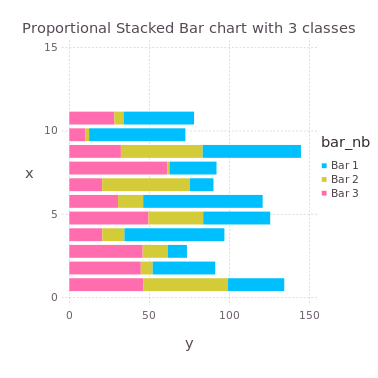 Proportional Stacked Bar chart with 3 classes
15
10
5
0
x
0 50 100 150
y
bar_nb
Bar 1
Bar 2
Bar 3